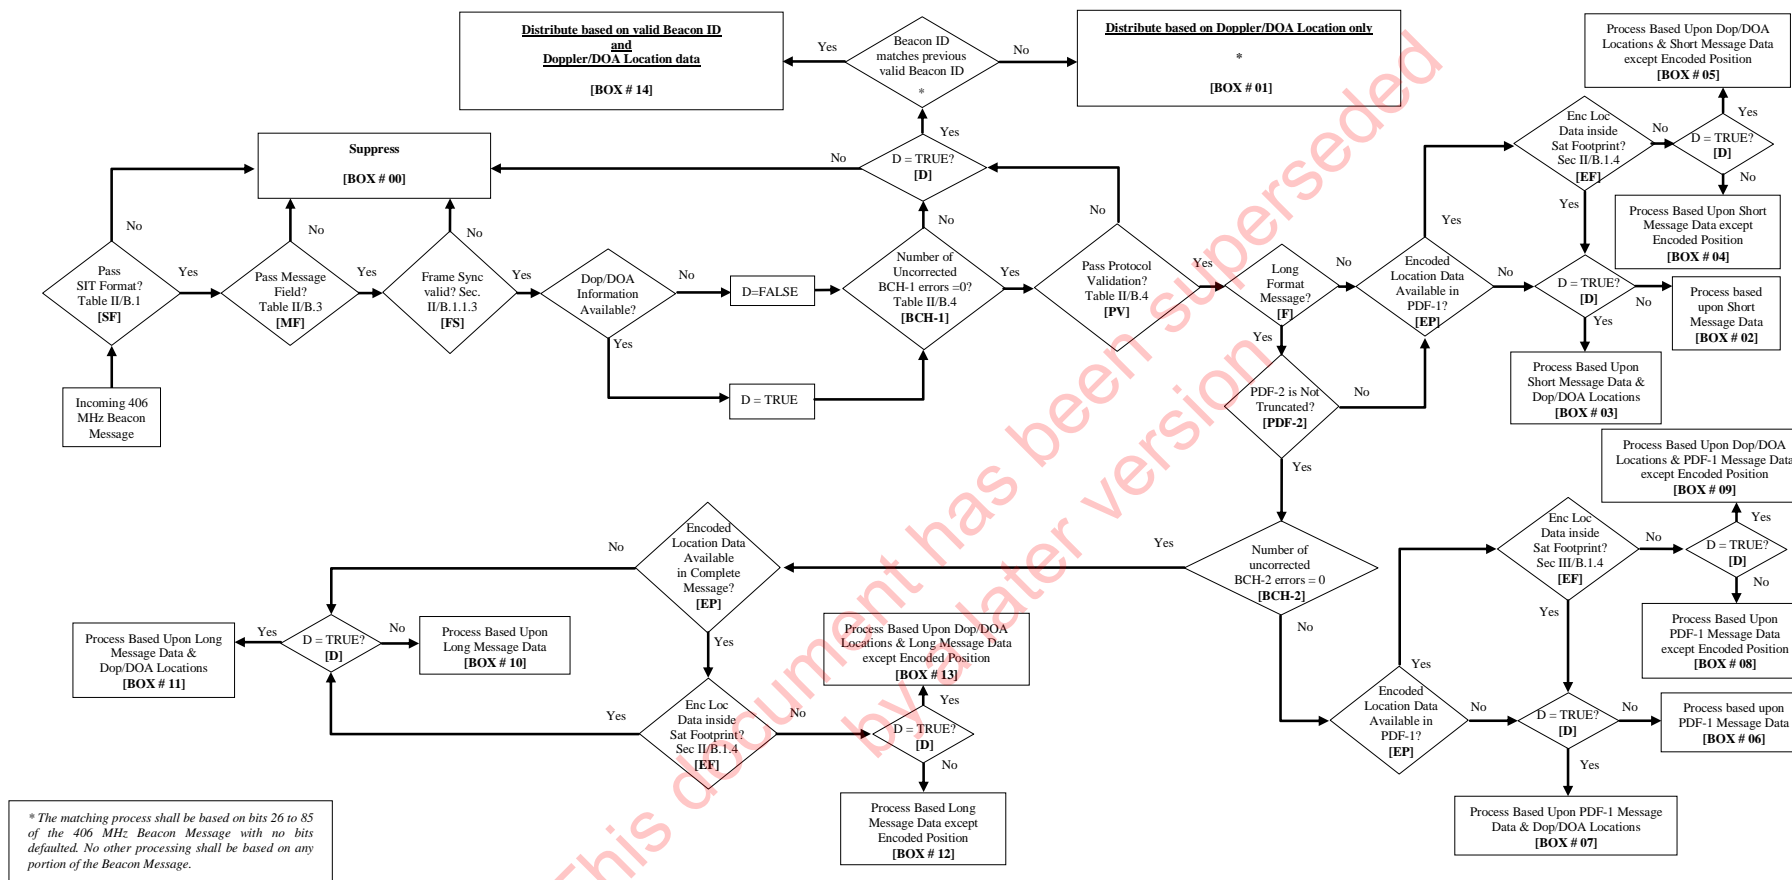 Distribute based on valid Beacon ID
and
Doppler/DOA Location data
[BOX # 14]
Yes
Beacon ID
matches previous
valid Beacon ID
*
No
Distribute based on Doppler/DOA Location only
*
[BOX # 01]
Process Based Upon Dop/DOA
Locations & Short Message Data
except Encoded Position
[BOX # 05]
Yes
Enc Loc
Data inside
Sat Footprint?
Sec II/B.1.4
[EF]
No
D = TRUE?
[D]
No
Yes
Process Based Upon Short
Message Data except
Encoded Position
[BOX # 04]
Suppress
[BOX # 00]
No
Yes
D = TRUE?
[D]
No
No
No
No
No
Pass
SIT Format?
Table II/B.1
[SF]
Yes
Pass Message
Field?
Table II/B.3
[MF]
Yes
Frame Sync
valid? Sec.
II/B.1.1.3
[FS]
Yes
Dop/DOA
Information
Available?
No
D=FALSE
Yes
D = TRUE
Number of
Uncorrected
BCH-1 errors =0?
Table II/B.4
[BCH-1]
Yes
Pass Protocol
Validation?
Table II/B.4
[PV]
Yes
Long
Format
Message?
[F]
No
Yes
Encoded
Location Data
Available in
PDF-1?
[EP]
Yes
No
D = TRUE?
[D]
No
Yes
Process based
upon Short
Message Data
[BOX # 02]
Process Based Upon
Short Message Data &
Dop/DOA Locations
[BOX # 03]
Incoming 406
MHz Beacon
Message
PDF-2 is Not
Truncated?
[PDF-2]
No
Yes
Process Based Upon Dop/DOA
Locations & PDF-1 Message Data
except Encoded Position
[BOX # 09]
Yes
Enc Loc
Data inside
Sat Footprint?
Sec III/B.1.4
[EF]
No
D = TRUE?
[D]
No
Yes
Process Based Upon
PDF-1 Message Data
except Encoded Position
[BOX # 08]
Number of
uncorrected
BCH-2 errors = 0
[BCH-2]
Yes
No
Encoded
Location Data
Available in
Complete
Message?
[EP]
No
Yes
D = TRUE?
[D]
Yes
No
Process Based Upon Long
Message Data &
Dop/DOA Locations
[BOX # 11]
Process Based Upon
Long Message Data
[BOX # 10]
Process Based Upon Dop/DOA
Locations & Long Message Data
except Encoded Position
[BOX # 13]
Yes
Enc Loc
Data inside
Sat Footprint?
Sec II/B.1.4
[EF]
Yes
No
D = TRUE?
[D]
No
Process Based Long
Message Data except
Encoded Position
[BOX # 12]
Encoded
Location Data
Available in
PDF-1?
[EP]
Yes
No
D = TRUE?
[D]
No
Yes
Process based upon
PDF-1 Message Data
[BOX # 06]
Process Based Upon PDF-1 Message
Data & Dop/DOA Locations
[BOX # 07]
* The matching process shall be based on bits 26 to 85
of the 406 MHz Beacon Message with no bits
defaulted. No other processing shall be based on any
portion of the Beacon Message.
This document has been superseded
by a later version